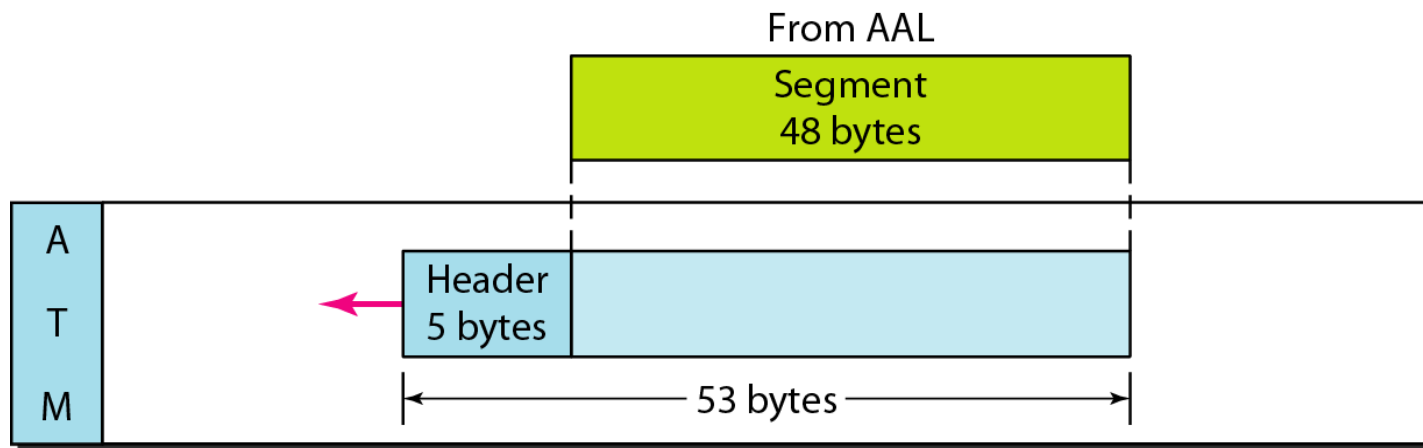 From AAL
Segment
48 bytes
A
T
M
Header
5 bytes
53 bytes